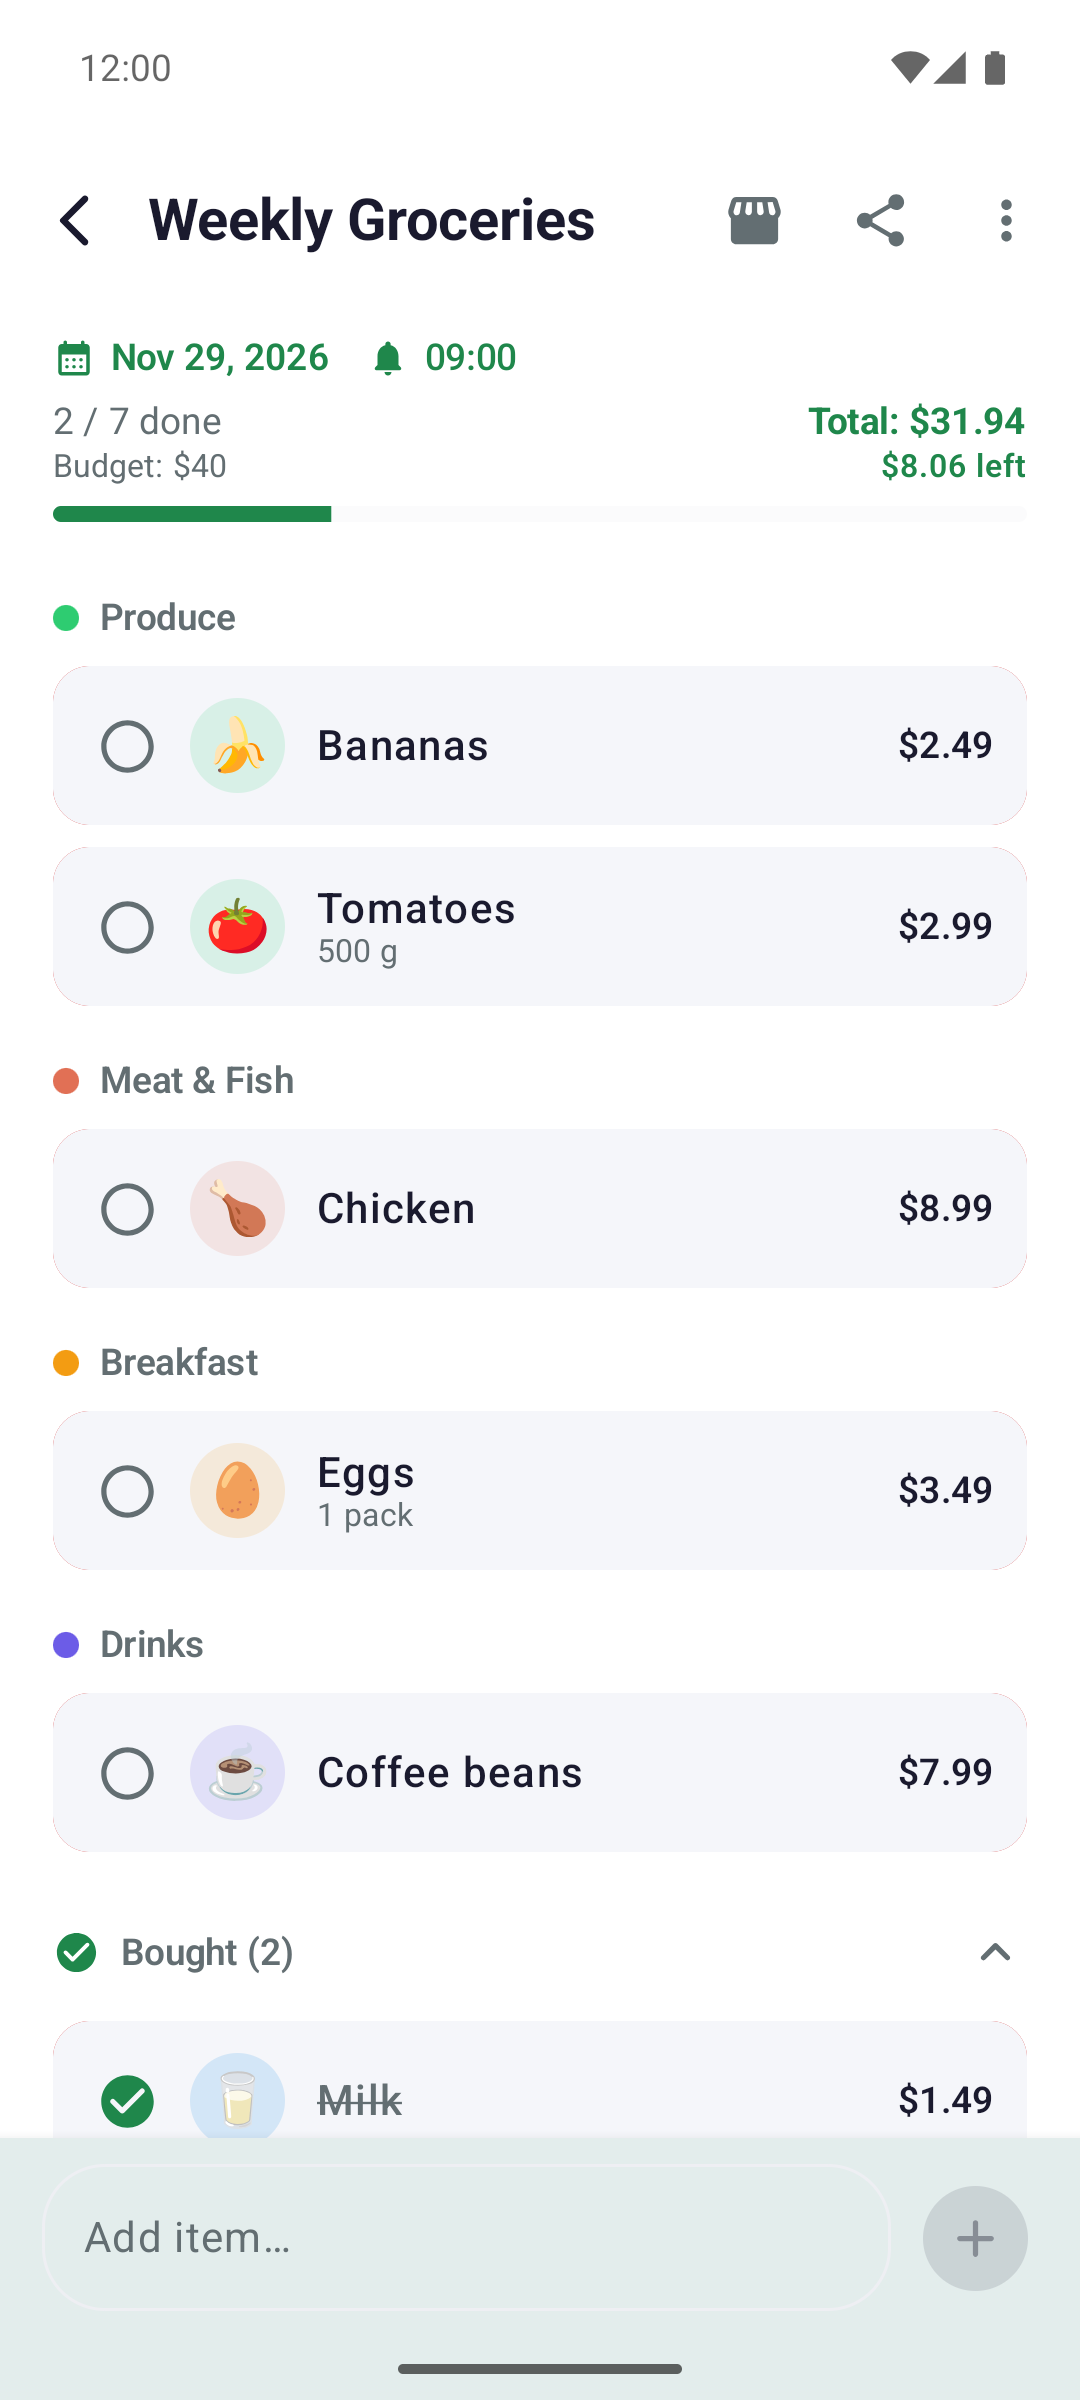 12:00
Weekly Groceries
Nov 29, 2026 09:00
2 / 7 done Total: $31.94
Budget: $40 $8.06 left
Produce
Bananas $2.49
Tomatoes $2.99
500 g
Meat & Fish
Chicken $8.99
Breakfast
Eggs $3.49
1 pack
Drinks
Coffee beans $7.99
Bought (2)
Milk $1.49
Add item...